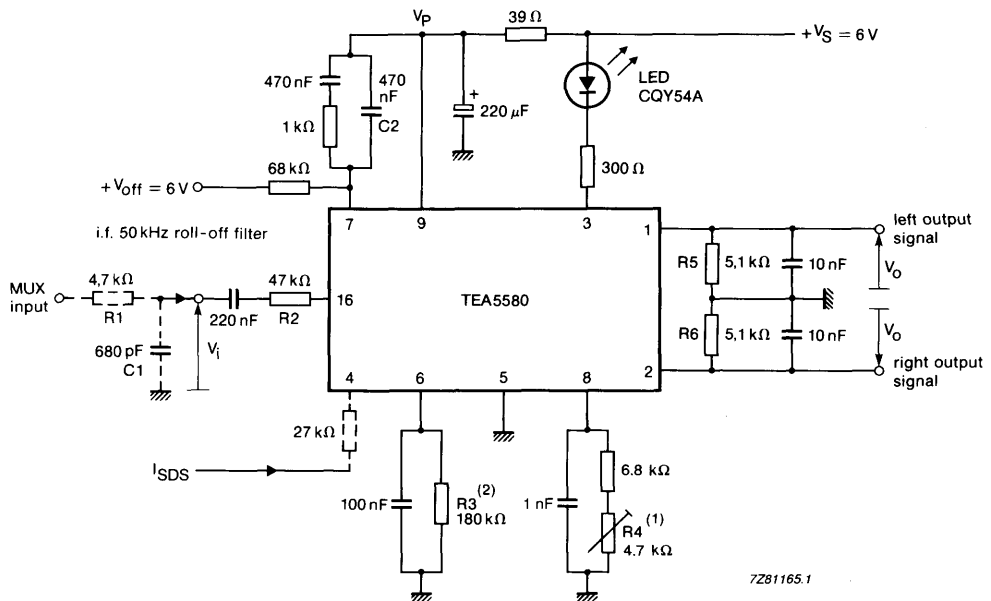 V_P
39 Ω
+V_S = 6 V
470 nF
470
nF
C2
1 kΩ
+
220 μF
LED
CQY54A
300 Ω
68 kΩ
+V_off = 6 V
7
9
3
i.f. 50 kHz roll-off filter
1
left output
signal
MUX
input
4,7 kΩ
R1
220 nF
47 kΩ
R2
16
TEA5580
R5
5,1 kΩ
10 nF
V_o
680 pF
C1
V_i
R6
5,1 kΩ
10 nF
V_o
2
right output
signal
4
6
5
8
27 kΩ
I_SDS
100 nF
R3 (2)
180 kΩ
1 nF
6.8 kΩ
R4 (1)
4.7 kΩ
7Z81165.1